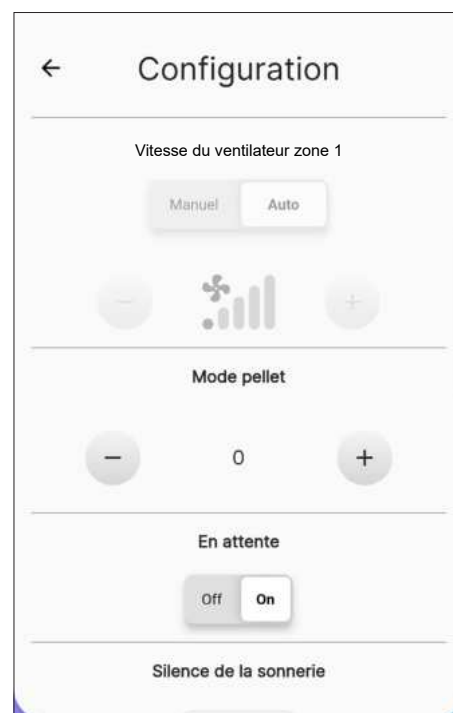 Configuration
Vitesse du ventilateur zone 1
Manuel Auto
Mode pellet
− 0 +
En attente
Off On
Silence de la sonnerie